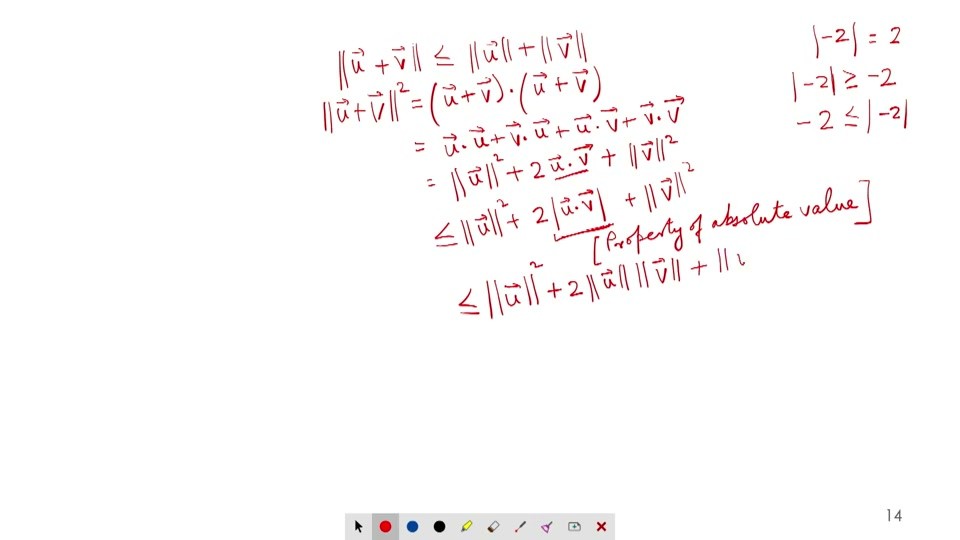 ‖u⃗ + v⃗‖ ≤ ‖u⃗‖ + ‖v⃗‖
‖u⃗+v⃗‖² = (u⃗+v⃗)·(u⃗+v⃗)
= u⃗·u⃗+v⃗·u⃗+u⃗·v⃗+v⃗·v⃗
= ‖u⃗‖² + 2 u⃗·v⃗ + ‖v⃗‖²
≤ ‖u⃗‖² + 2|u⃗·v⃗| + ‖v⃗‖²
[Property of absolute value]
≤ ‖u⃗‖² + 2‖u⃗‖ ‖v⃗‖ + ‖
|-2| = 2
|-2| ≥ -2
-2 ≤ |-2|
14